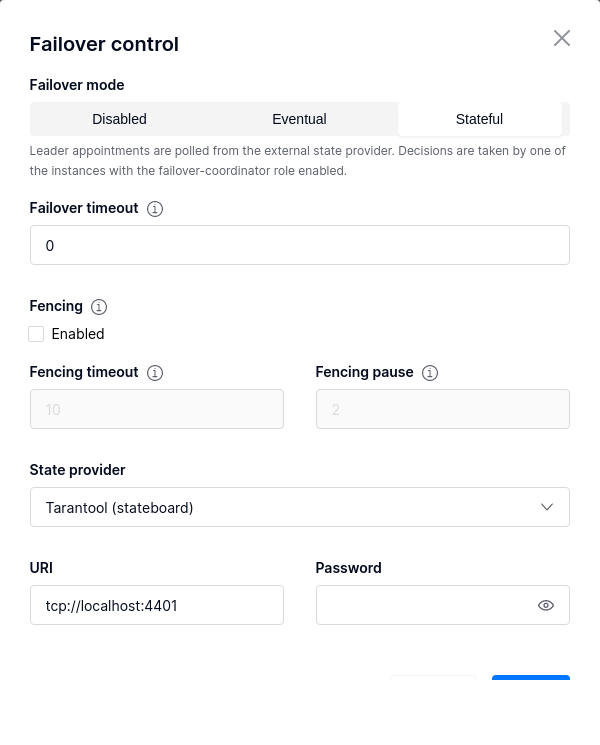 Failover control
Failover mode
Disabled Eventual Stateful
Leader appointments are polled from the external state provider. Decisions are taken by one of
the instances with the failover-coordinator role enabled.
Failover timeout
0
Fencing
Enabled
Fencing timeout Fencing pause
10 2
State provider
Tarantool (stateboard)
URI Password
tcp://localhost:4401